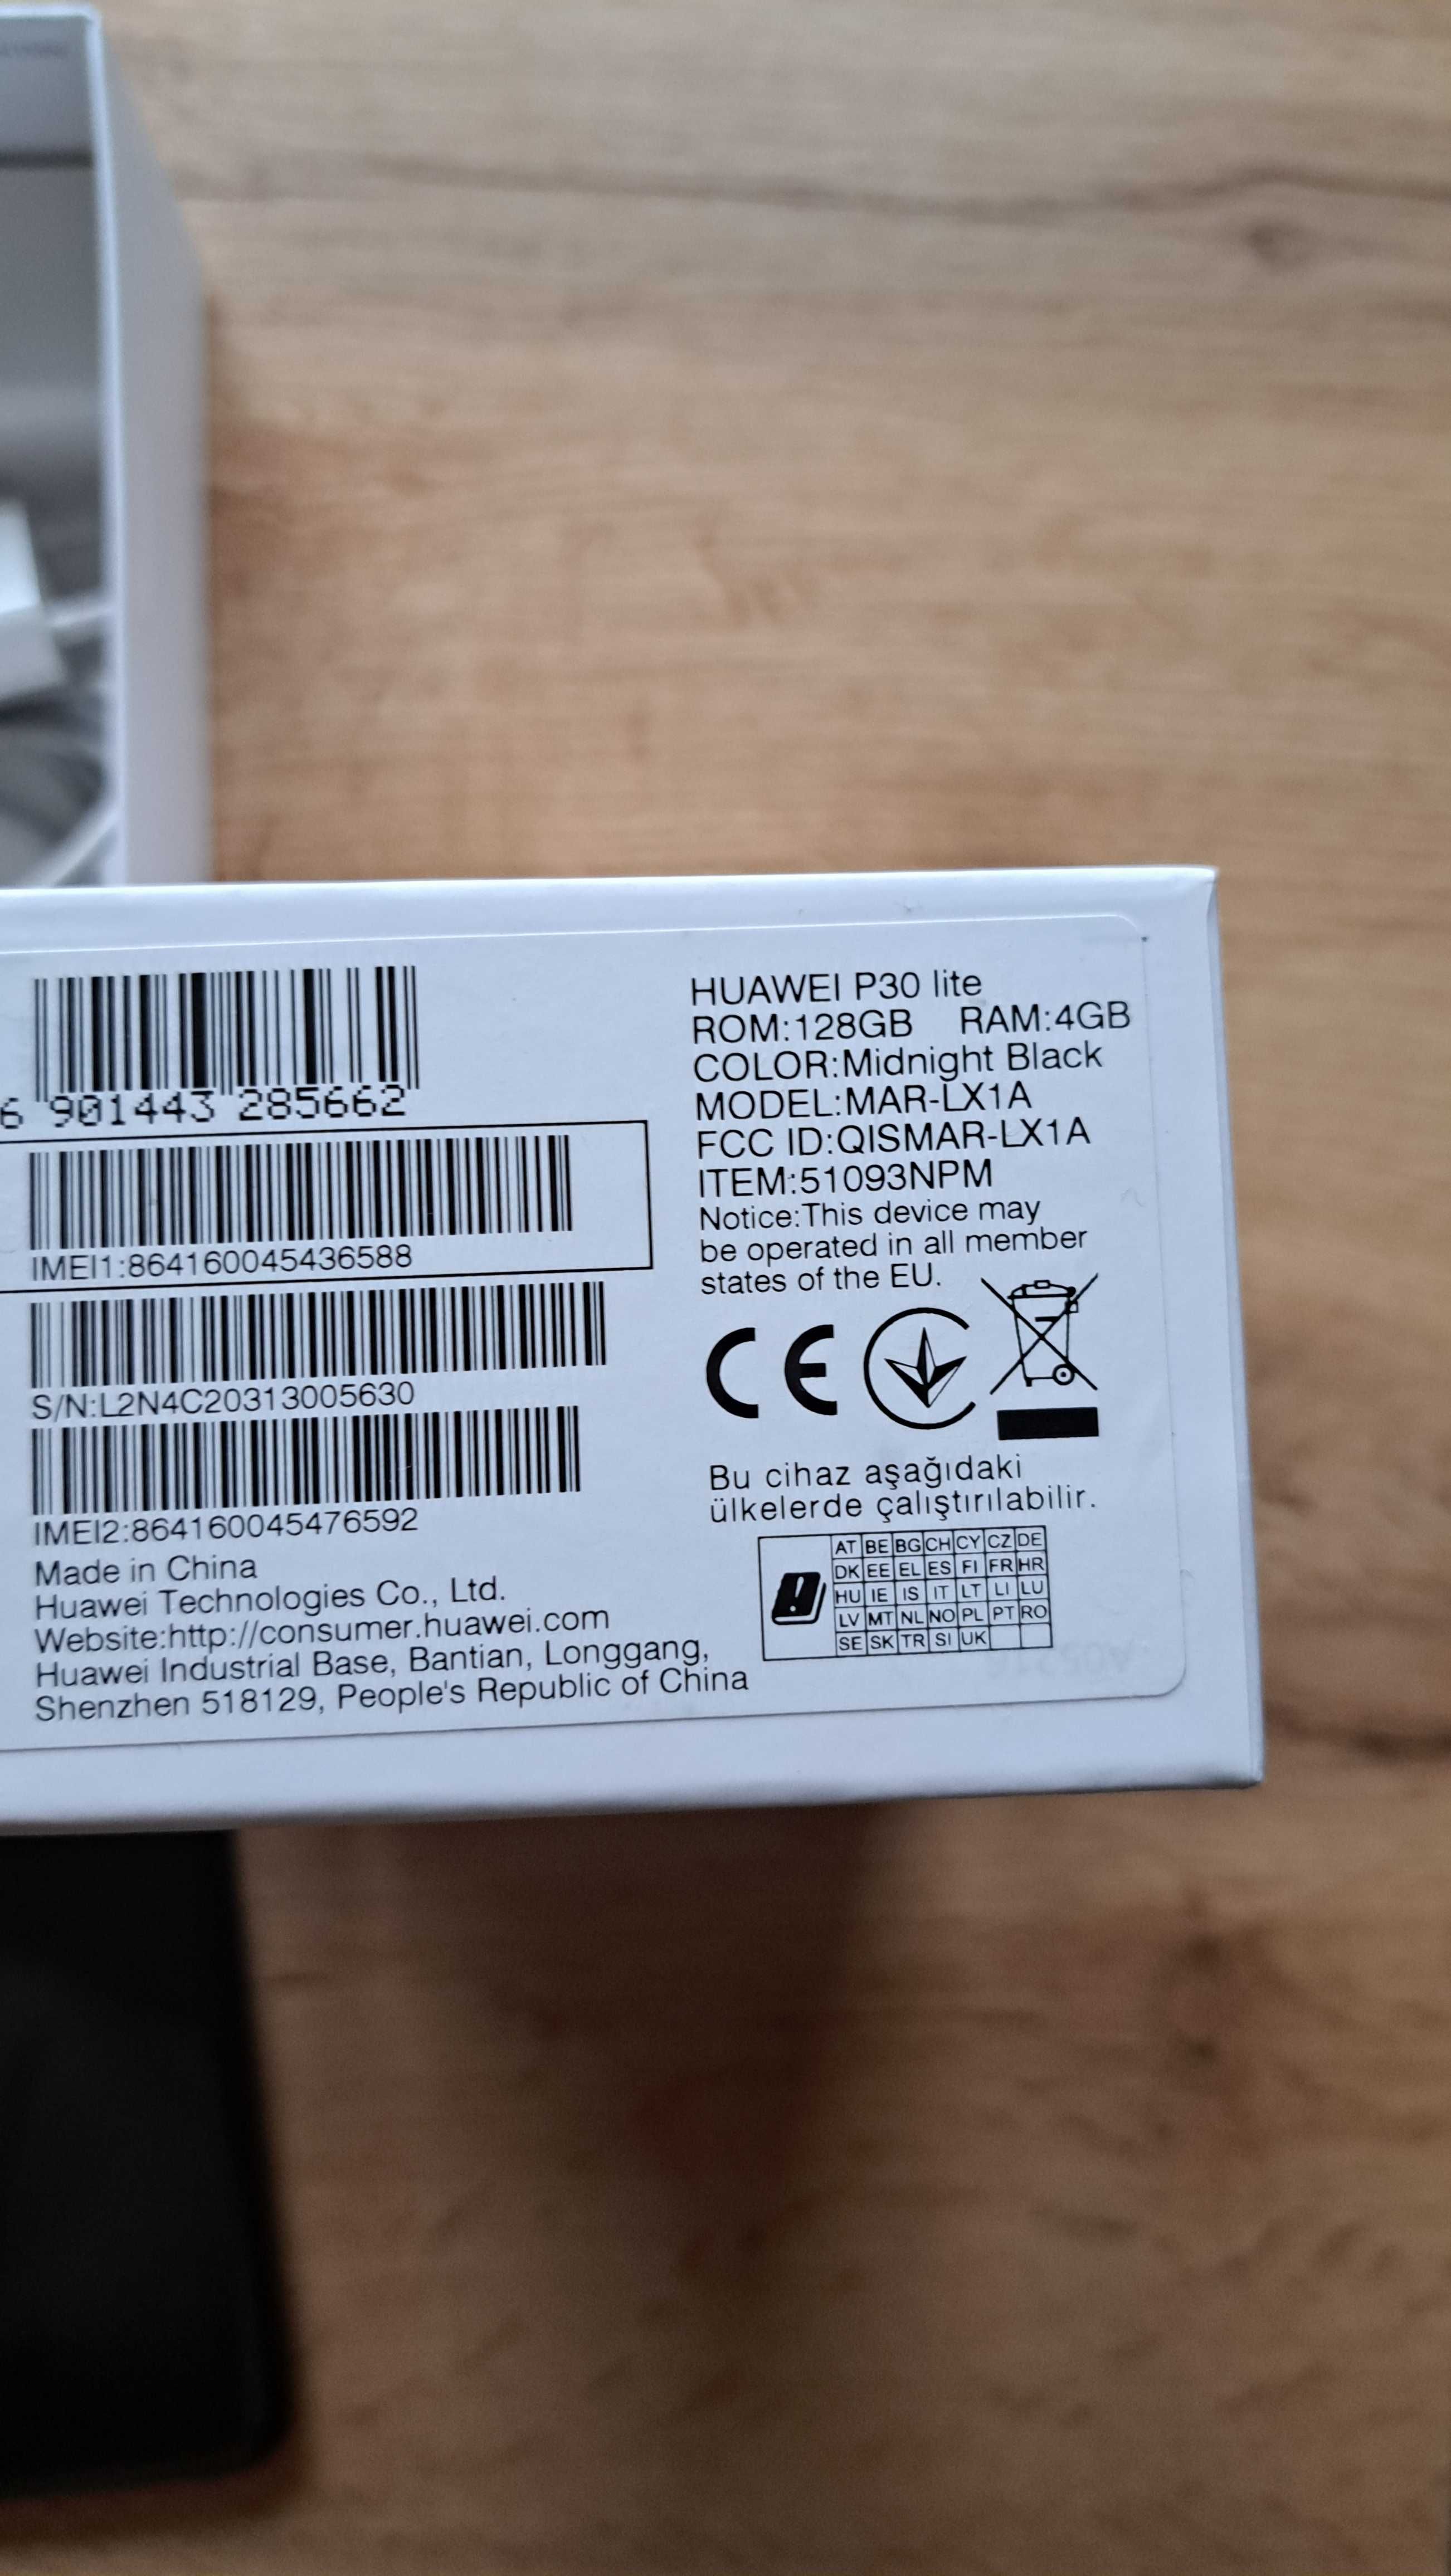 6 901443 285662
IMEI1:864160045436588
S/N:L2N4C20313005630
IMEI2:864160045476592
Made in China
Huawei Technologies Co., Ltd.
Website:http://consumer.huawei.com
Huawei Industrial Base, Bantian, Longgang,
Shenzhen 518129, People's Republic of China
HUAWEI P30 lite
ROM:128GB RAM:4GB
COLOR:Midnight Black
MODEL:MAR-LX1A
FCC ID:QISMAR-LX1A
ITEM:51093NPM
Notice:This device may
be operated in all member
states of the EU.
CE
Bu cihaz aşağıdaki
ülkelerde çalıştırılabilir.
AT BE BG CH CY CZ DE
DK EE EL ES FI FR HR
HU IE IS IT LT LI LU
LV MT NL NO PL PT RO
SE SK TR SI UK